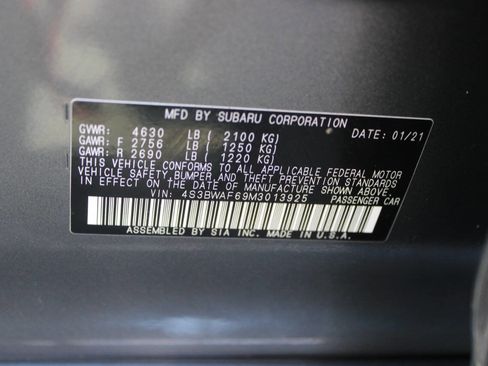 MFD BY SUBARU CORPORATION
GVWR: 4630 LB ( 2100 KG) DATE: 01/21
GAWR: F 2756 LB ( 1250 KG)
GAWR: R 2690 LB ( 1220 KG)
THIS VEHICLE CONFORMS TO ALL APPLICABLE FEDERAL MOTOR
VEHICLE SAFETY, BUMPER, AND THEFT PREVENTION STANDARDS
IN EFFECT ON THE DATE OF MANUFACTURE SHOWN ABOVE.
VIN: 4S3BWAF69M3013925 PASSENGER CAR
ASSEMBLED BY SIA INC. MADE IN U.S.A.